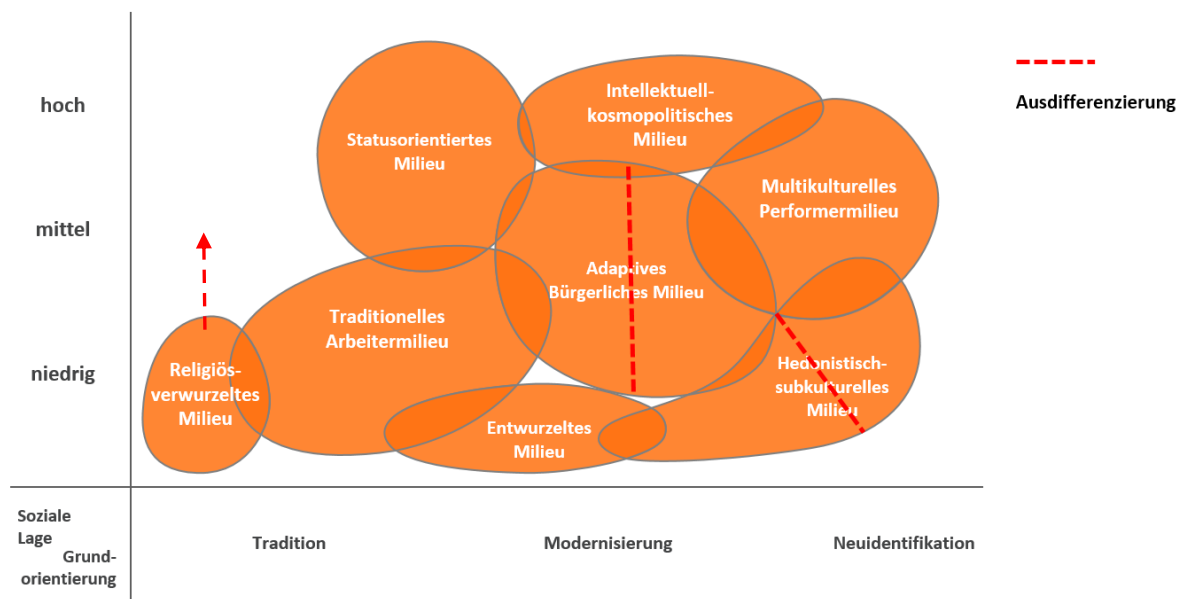 hoch
mittel
niedrig
Statusorientiertes
Milieu
Intellektuell-
kosmopolitisches
Milieu
Multikulturelles
Performermilieu
Adaptives
Bürgerliches Milieu
Traditionelles
Arbeitermilieu
Religiös-
verwurzeltes
Milieu
Entwurzeltes
Milieu
Hedonistisch-
subkulturelles
Milieu
Ausdifferenzierung
Soziale
Lage
Grund-
orientierung
Tradition
Modernisierung
Neuidentifikation